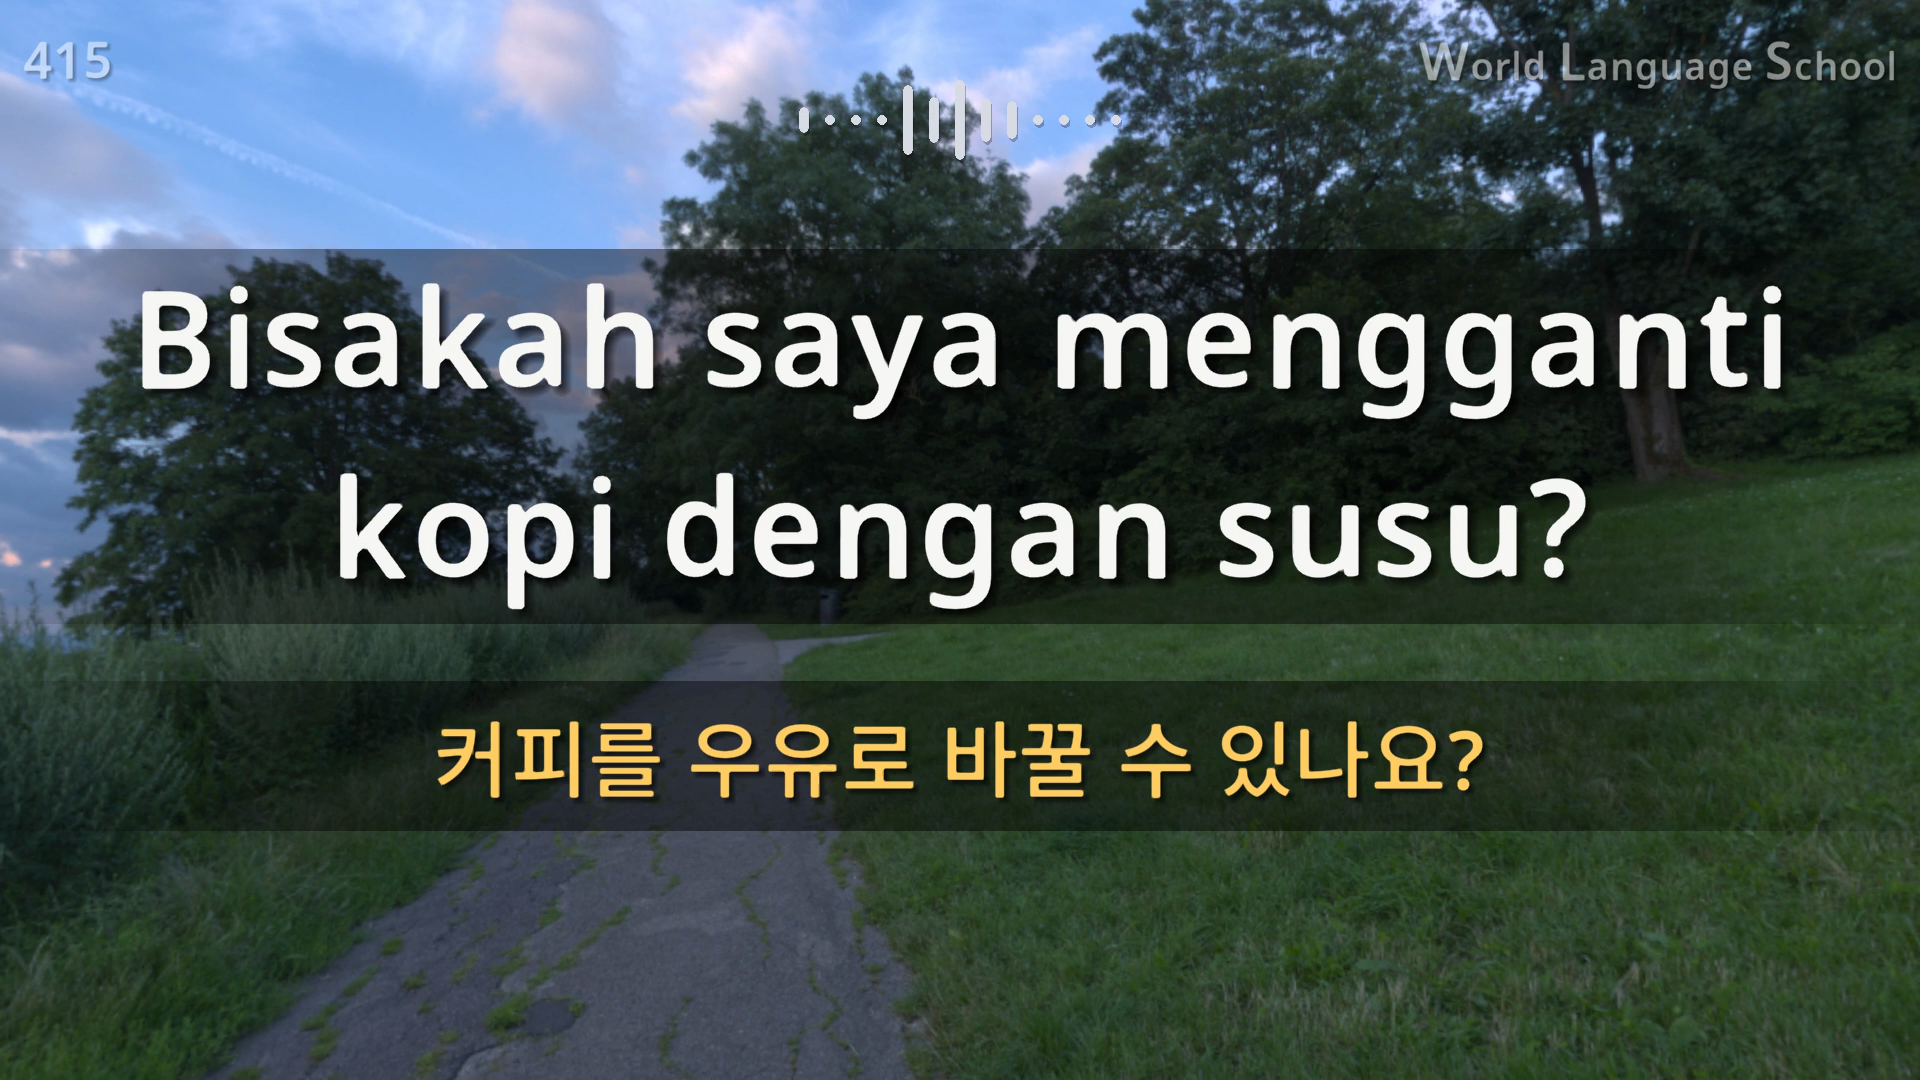 415
World Language School
Bisakah saya mengganti
kopi dengan susu?
커피를 우유로 바꿀 수 있나요?